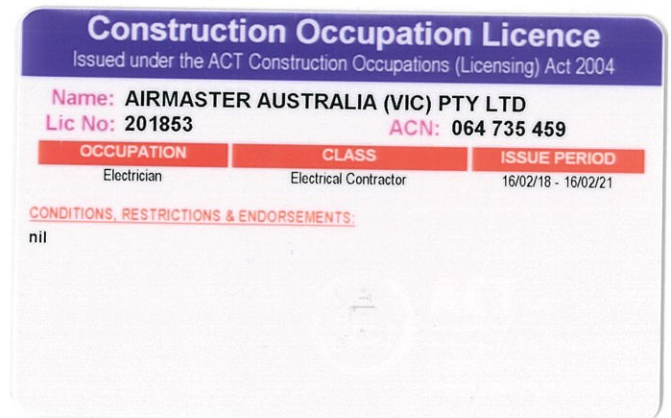 Construction Occupation Licence
Issued under the ACT Construction Occupations (Licensing) Act 2004
Name: AIRMASTER AUSTRALIA (VIC) PTY LTD
Lic No: 201853 ACN: 064 735 459
OCCUPATION CLASS ISSUE PERIOD
Electrician Electrical Contractor 16/02/18 - 16/02/21
CONDITIONS, RESTRICTIONS & ENDORSEMENTS:
nil